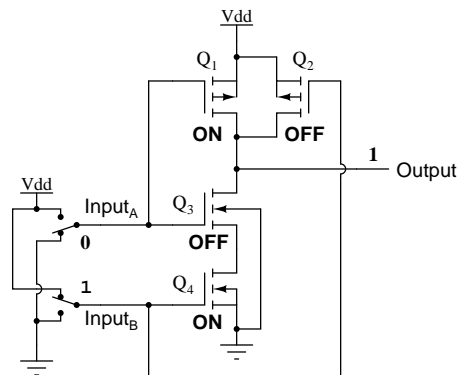 Vdd
Q1 Q2
ON OFF
1 Output
Vdd
InputA Q3
0 OFF
1 Q4
InputB ON